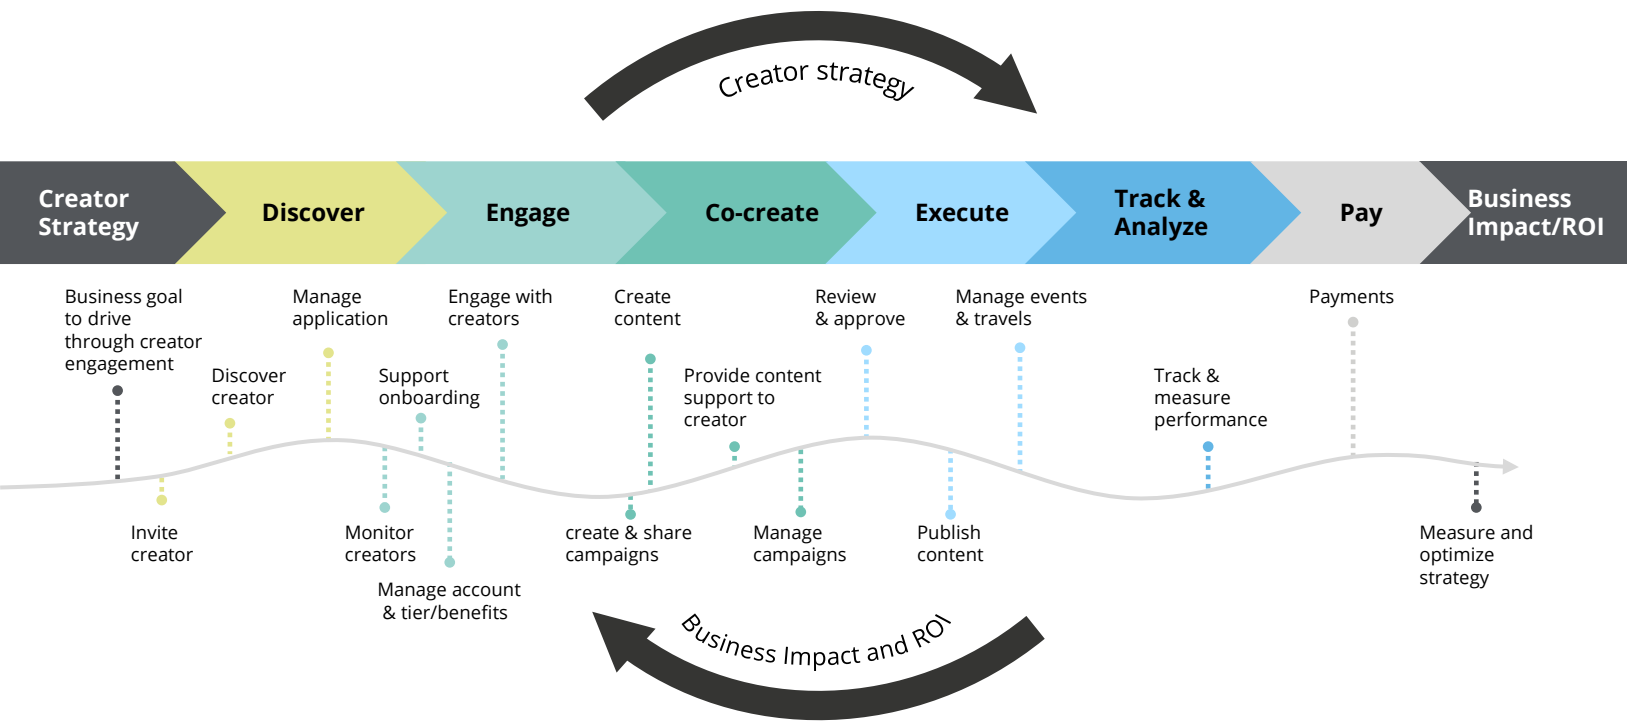 Creator strategy
Creator
Strategy
Discover
Engage
Co-create
Execute
Track &
Analyze
Pay
Business
Impact/ROI
Business goal
to drive
through creator
engagement
Discover
creator
Manage
application
Support
onboarding
Engage with
creators
Create
content
Provide content
support to
creator
Review
& approve
Manage events
& travels
Track &
measure
performance
Payments
Invite
creator
Monitor
creators
Manage account
& tier/benefits
create & share
campaigns
Manage
campaigns
Publish
content
Measure and
optimize
strategy
Business Impact and ROI